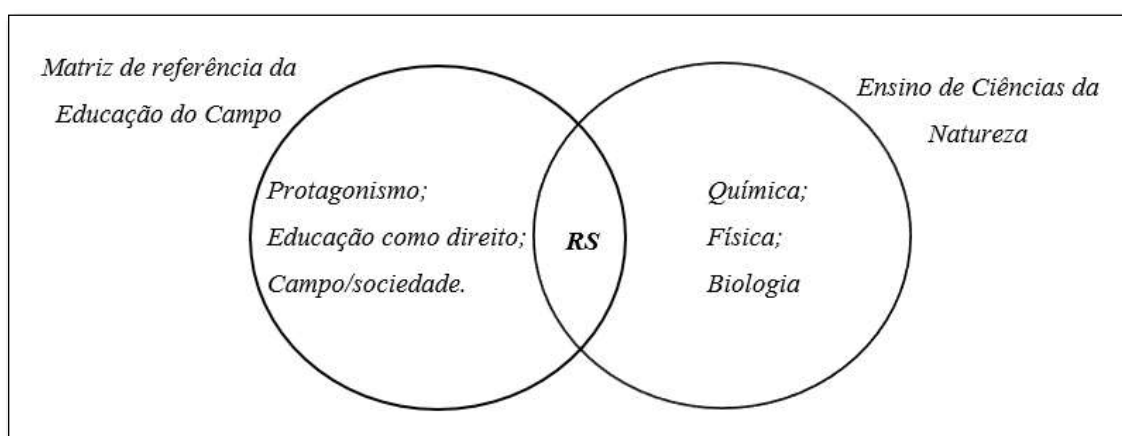 Matriz de referência da
Educação do Campo
Ensino de Ciências da
Natureza
Protagonismo;
Educação como direito;
Campo/sociedade.
RS
Química;
Física;
Biologia